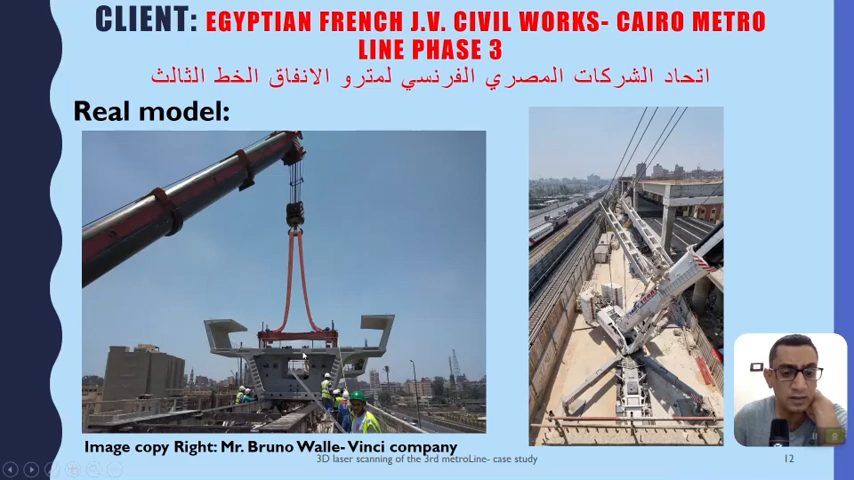 CLIENT: EGYPTIAN FRENCH J.V. CIVIL WORKS- CAIRO METRO
LINE PHASE 3
اتحاد الشركات المصري الفرنسي لمترو الانفاق الخط الثالث
Real model:
Image copy Right: Mr. Bruno Walle-Vinci company
3D laser scanning of the 3rd metroLine- case study
12